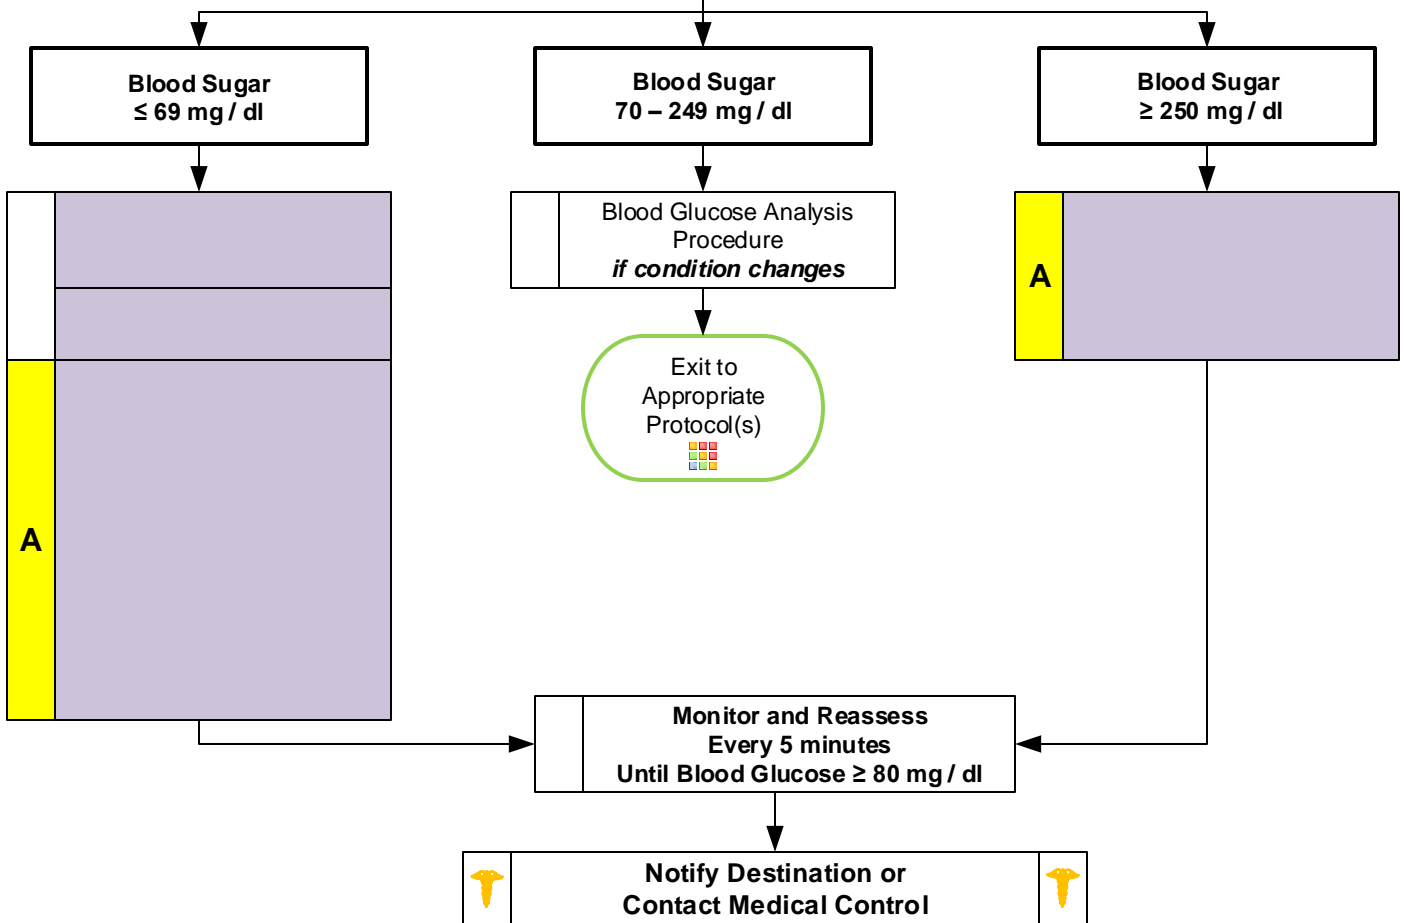 Blood Sugar
≤ 69 mg / dl
Blood Sugar
70 – 249 mg / dl
Blood Sugar
≥ 250 mg / dl
Blood Glucose Analysis
Procedure
if condition changes
A
Exit to
Appropriate
Protocol(s)
A
Monitor and Reassess
Every 5 minutes
Until Blood Glucose ≥ 80 mg / dl
Notify Destination or
Contact Medical Control